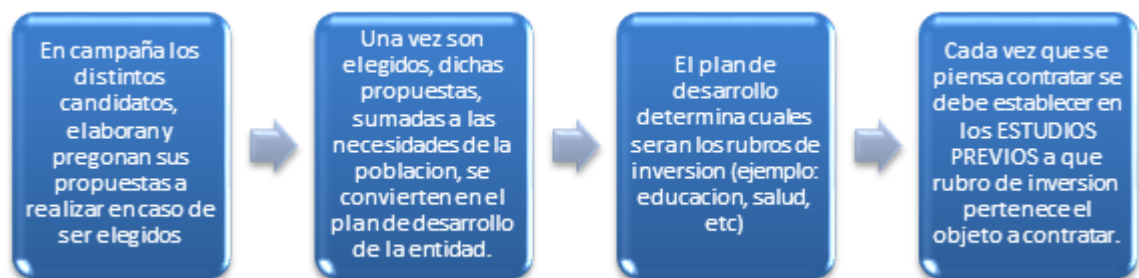 En campaña los
distintos
candidatos,
elaboran y
pregonan sus
propuestas a
realizar en caso de
ser elegidos
Una vez son
elegidos, dichas
propuestas,
sumadas a las
necesidades de la
poblacion, se
convierten en el
plan de desarrollo
de la entidad.
El plan de
desarrollo
determina cuales
seran los rubros de
inversion (ejemplo:
educacion, salud,
etc)
Cada vez que se
piensa contratar se
debe establecer en
los ESTUDIOS
PREVIOS a que
rubro de inversion
pertenece el
objeto a contratar.